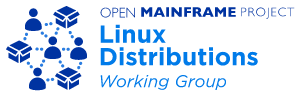 OPEN MAINFRAME PROJECT
Linux
Distributions
Working Group